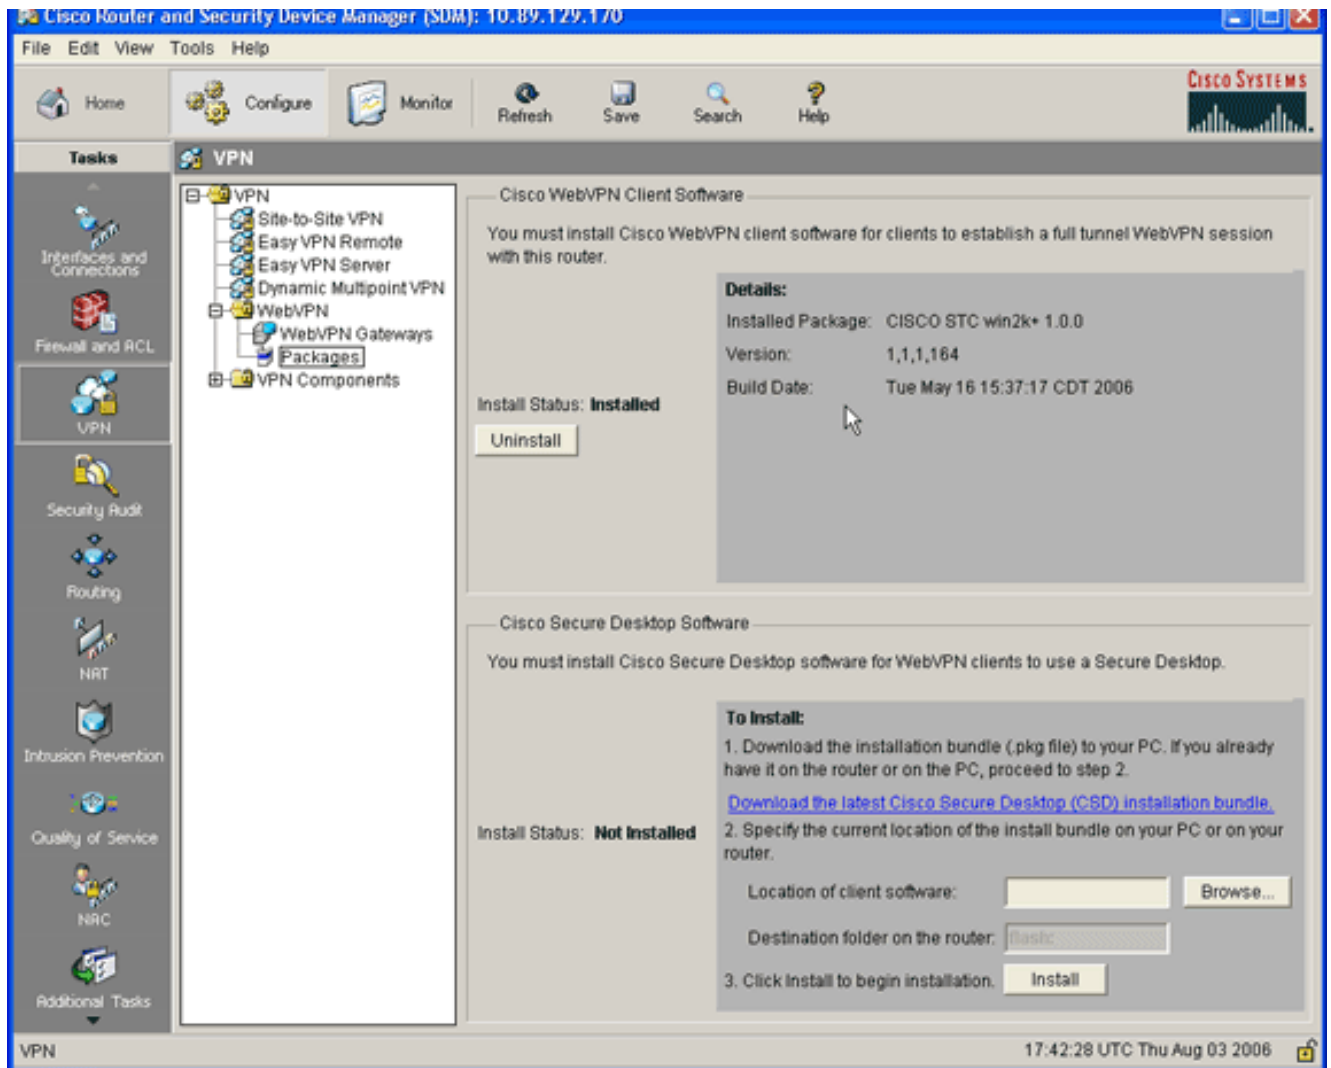 Cisco Router and Security Device Manager (SDM): 10.89.129.170
File Edit View Tools Help
Home
Configure
Monitor
Refresh
Save
Search
Help
CISCO SYSTEMS
Tasks
VPN
Interfaces and
Connections
Firewall and ACL
VPN
Security Audit
Routing
NAT
Intrusion Prevention
Quality of Service
NAC
Additional Tasks
VPN
Site-to-Site VPN
Easy VPN Remote
Easy VPN Server
Dynamic Multipoint VPN
WebVPN
WebVPN Gateways
Packages
VPN Components
Cisco WebVPN Client Software
You must install Cisco WebVPN client software for clients to establish a full tunnel WebVPN session
with this router.
Install Status: Installed
Uninstall
Details:
Installed Package: CISCO STC win2k+ 1.0.0
Version: 1,1,1,164
Build Date: Tue May 16 15:37:17 CDT 2006
Cisco Secure Desktop Software
You must install Cisco Secure Desktop software for WebVPN clients to use a Secure Desktop.
Install Status: Not Installed
To Install:
1. Download the installation bundle (.pkg file) to your PC. If you already
have it on the router or on the PC, proceed to step 2.
Download the latest Cisco Secure Desktop (CSD) installation bundle.
2. Specify the current location of the install bundle on your PC or on your
router.
Location of client software:
Browse...
Destination folder on the router: flash:
3. Click Install to begin installation. Install
VPN
17:42:28 UTC Thu Aug 03 2006